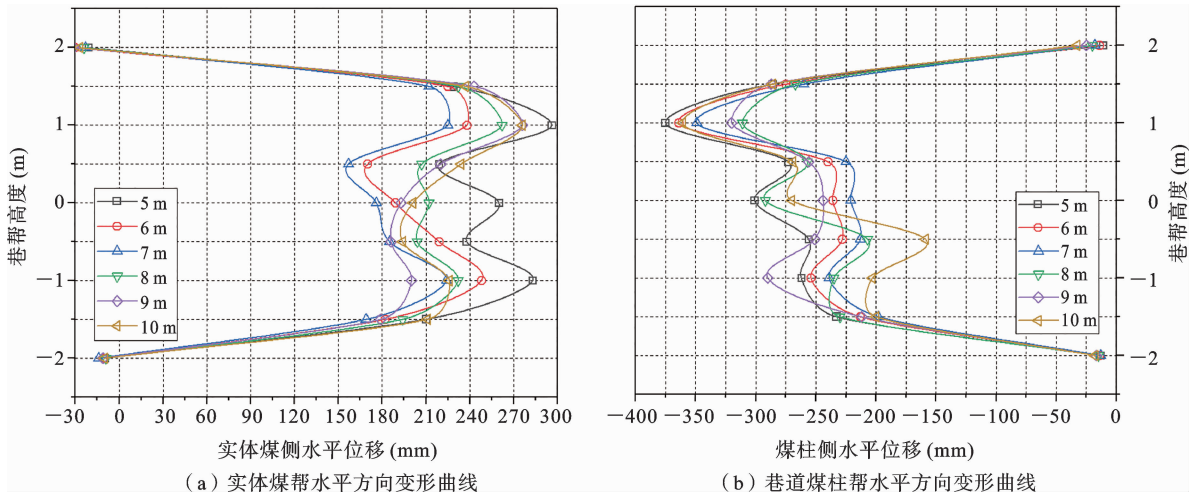 2
1
0
−1
−2
巷帮高度 (m)
5 m
6 m
7 m
8 m
9 m
10 m
−30
0
30
60
90
120
150
180
210
240
270
300
实体煤侧水平位移 (mm)
(a) 实体煤帮水平方向变形曲线
2
1
0
−1
−2
巷帮高度 (m)
5 m
6 m
7 m
8 m
9 m
10 m
−400
−350
−300
−250
−200
−150
−100
−50
0
煤柱侧水平位移 (mm)
(b) 巷道煤柱帮水平方向变形曲线